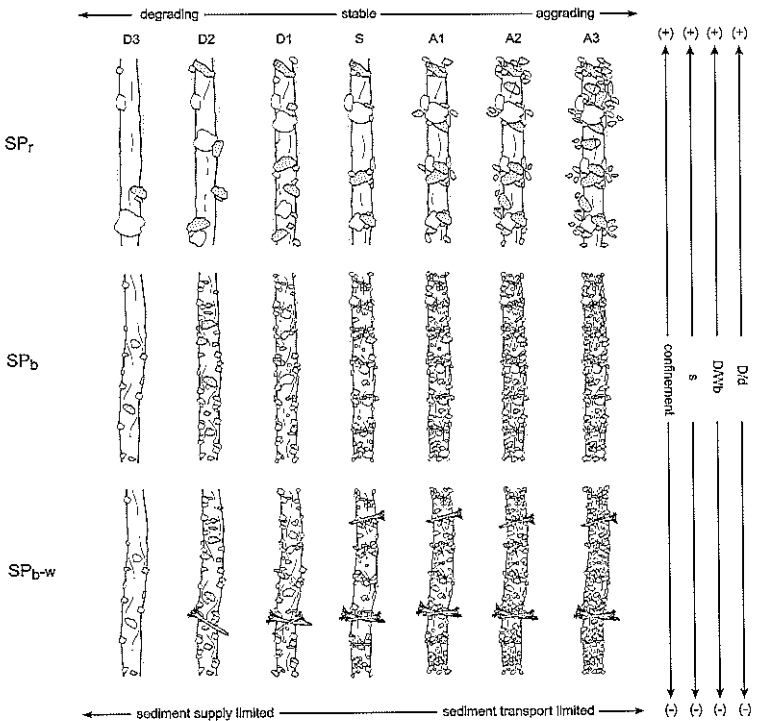 degrading stable aggrading
D3 D2 D1 S A1 A2 A3
(+) (+) (+) (+)
SPr
SPb
confinement
s
D/Wb
D/d
SPb-w
sediment supply limited sediment transport limited
(-) (-) (-) (-)